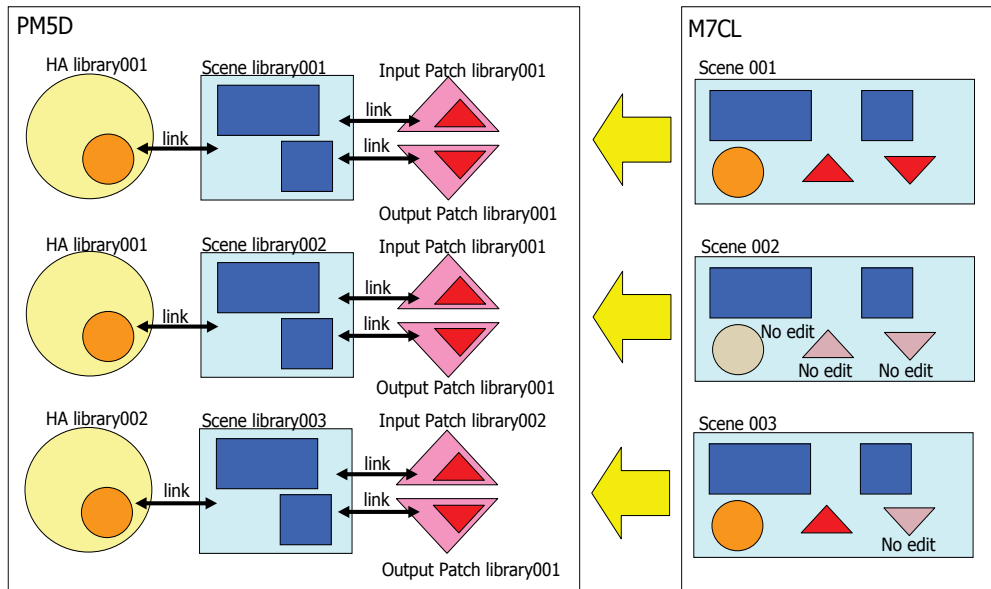 PM5D
M7CL
HA library001
Scene library001
Input Patch library001
link
link
link
Output Patch library001
Scene 001
HA library001
Scene library002
Input Patch library001
link
link
link
Output Patch library001
Scene 002
No edit
No edit
No edit
HA library002
Scene library003
Input Patch library002
link
link
link
Output Patch library001
Scene 003
No edit